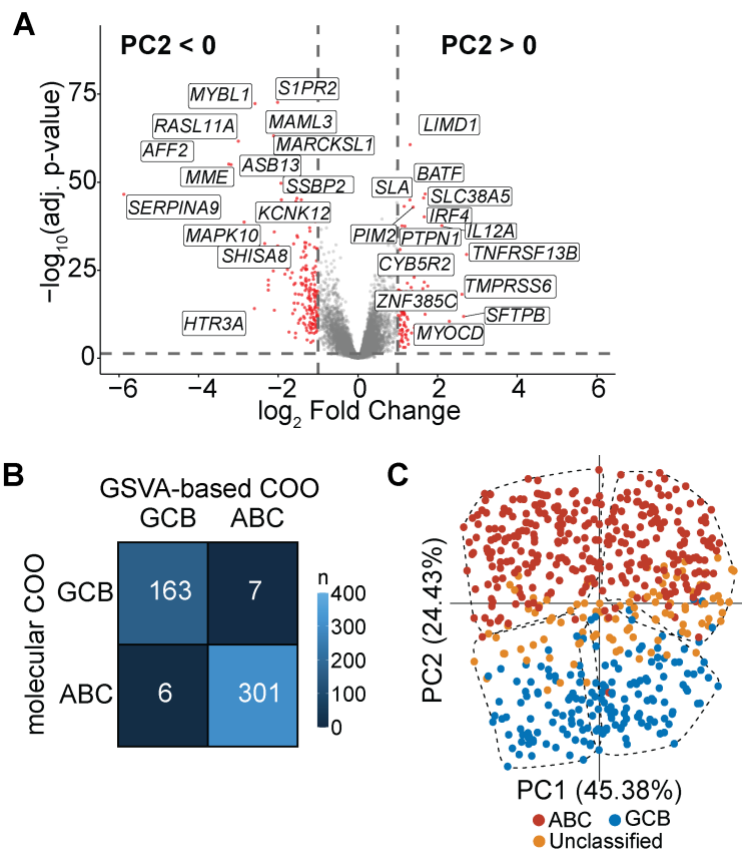 A
PC2 < 0
PC2 > 0
−log10(adj. p-value)
75
50
25
0
MYBL1
S1PR2
RASL11A
MAML3
LIMD1
AFF2
MARCKSL1
ASB13
BATF
MME
SSBP2
SLA
SLC38A5
SERPINA9
KCNK12
IRF4
MAPK10
PIM2
PTPN1
IL12A
SHISA8
CYB5R2
TNFRSF13B
ZNF385C
TMPRSS6
HTR3A
SFTPB
MYOCD
−6 −4 −2 0 2 4 6
log2 Fold Change
B
GSVA-based COO
GCB ABC
molecular COO
GCB 163 7
ABC 6 301
n
400
300
200
100
0
C
PC2 (24.43%)
PC1 (45.38%)
ABC GCB
Unclassified